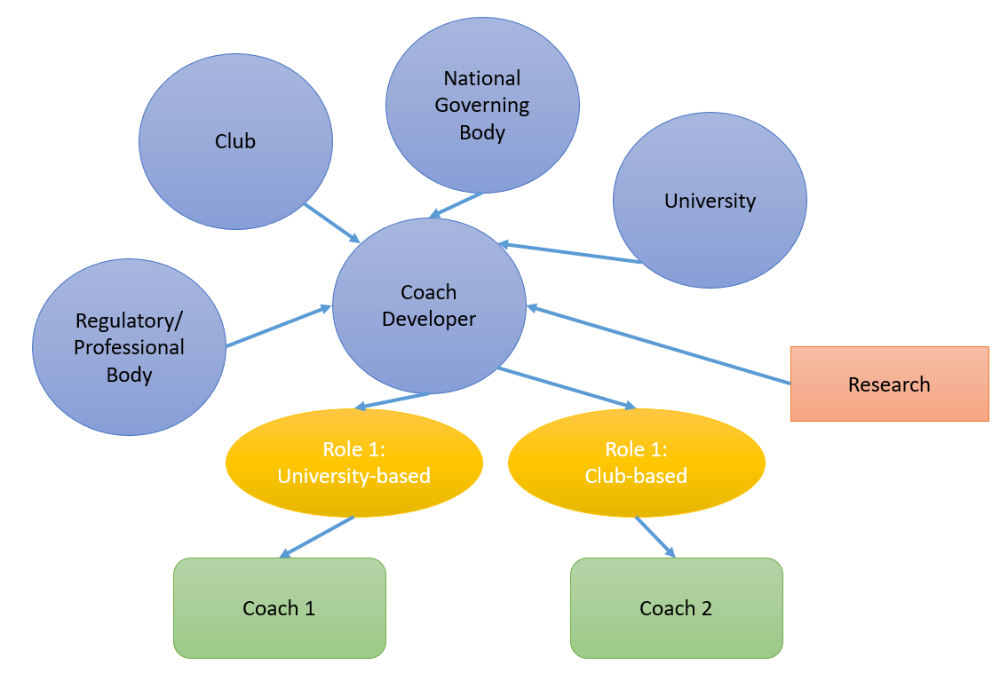 National
Governing
Body
Club
University
Coach
Developer
Regulatory/
Professional
Body
Research
Role 1:
University-based
Role 1:
Club-based
Coach 1
Coach 2